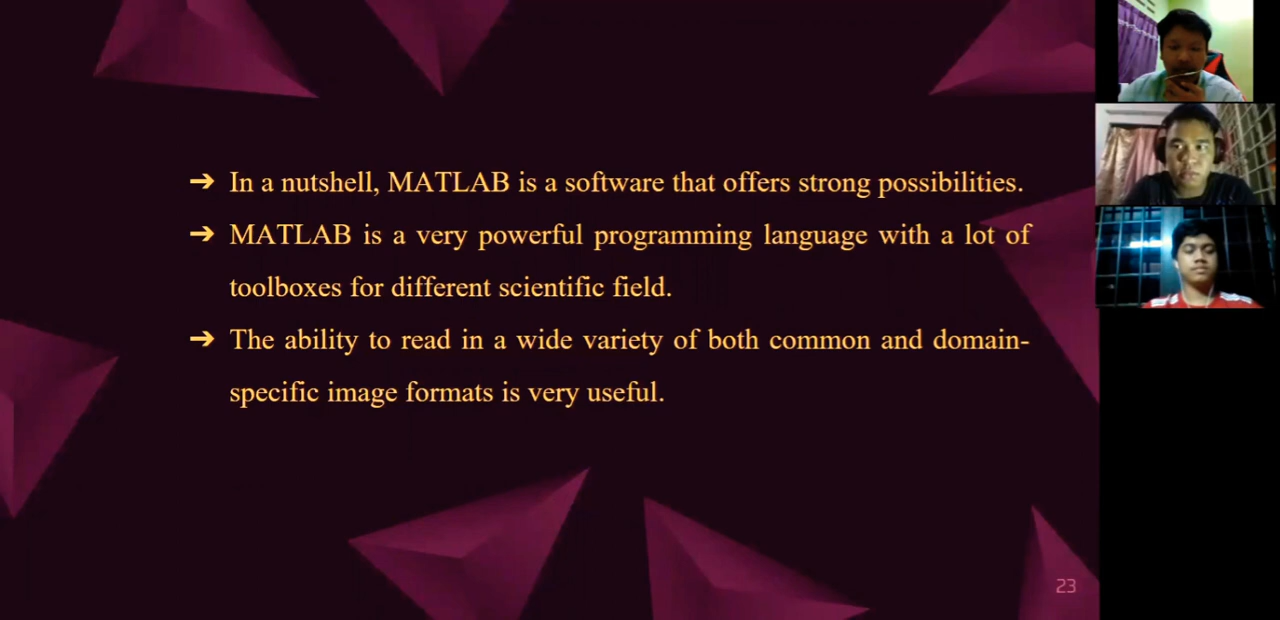 ➔ In a nutshell, MATLAB is a software that offers strong possibilities.
➔ MATLAB is a very powerful programming language with a lot of
toolboxes for different scientific field.
➔ The ability to read in a wide variety of both common and domain-
specific image formats is very useful.
23